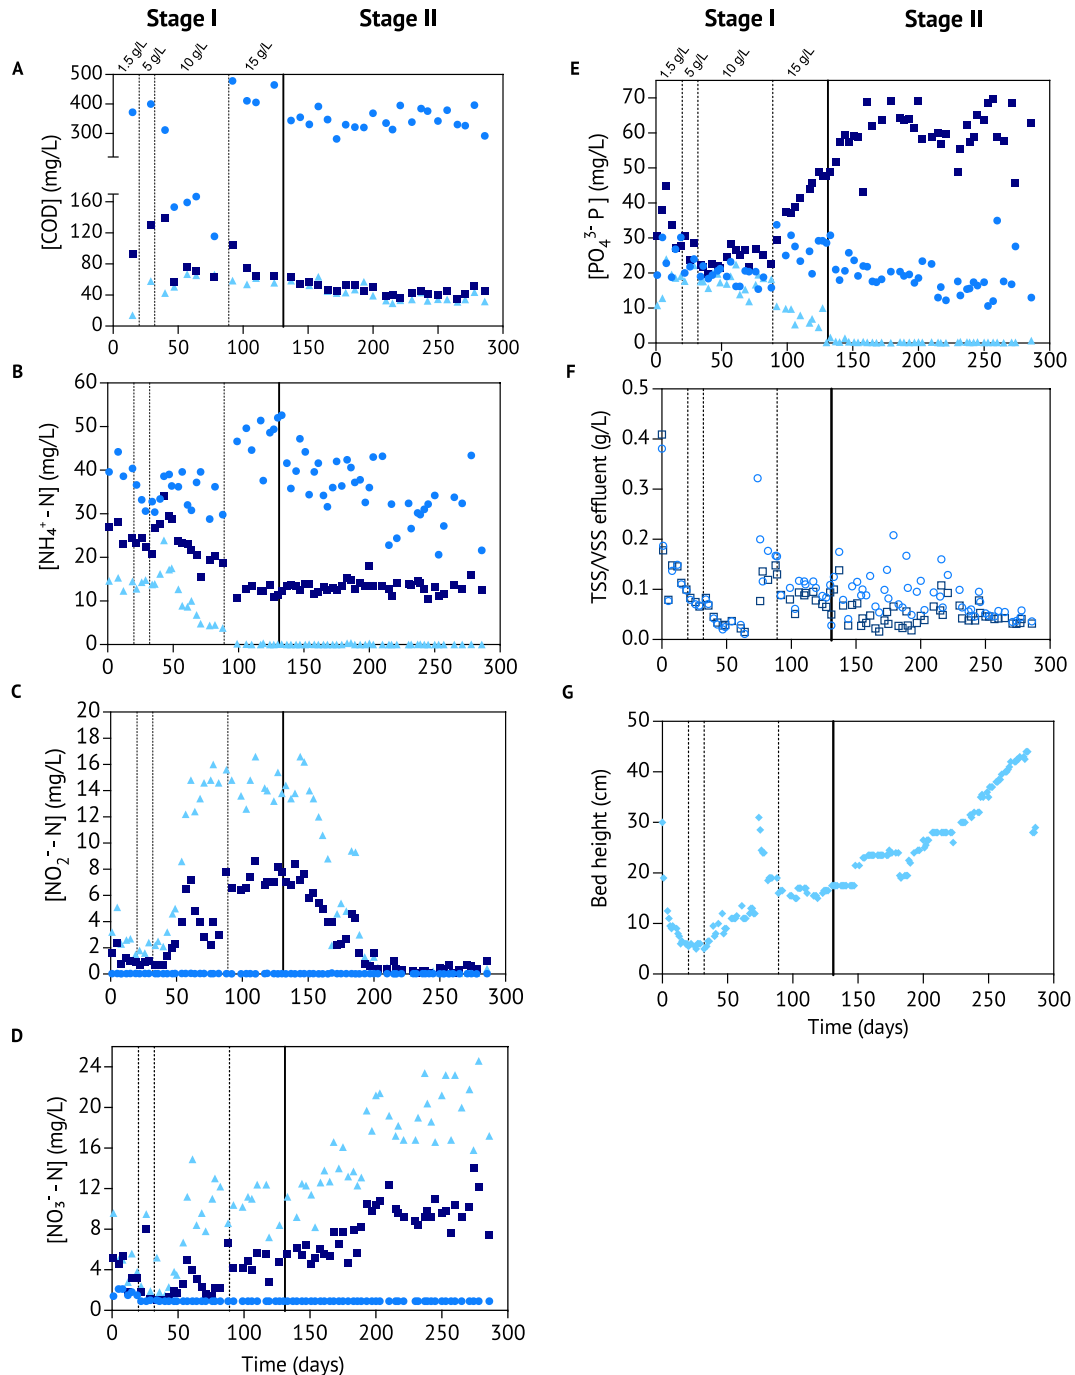 Stage I
Stage II
1.5 g/L
5 g/L
10 g/L
15 g/L
A
500
400
300
160
120
80
40
0
[COD] (mg/L)
0 50 100 150 200 250 300
B
60
50
40
30
20
10
0
[NH₄⁺ - N] (mg/L)
0 50 100 150 200 250 300
C
20
18
16
14
12
10
8
6
4
2
0
[NO₂⁻ - N] (mg/L)
0 50 100 150 200 250 300
D
24
20
16
12
8
4
0
[NO₃⁻ - N] (mg/L)
0 50 100 150 200 250 300
Time (days)
Stage I
Stage II
1.5 g/L
5 g/L
10 g/L
15 g/L
E
70
60
50
40
30
20
10
0
[PO₄³⁻ P ] (mg/L)
0 50 100 150 200 250 300
F
0.5
0.4
0.3
0.2
0.1
0.0
TSS/VSS effluent (g/L)
0 50 100 150 200 250 300
G
50
40
30
20
10
0
Bed height (cm)
0 50 100 150 200 250 300
Time (days)